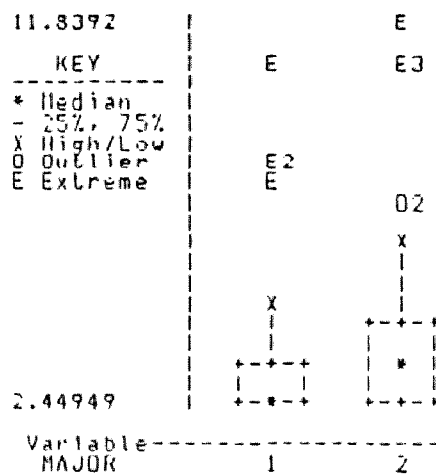 11.8392 E
KEY E E3
* Median
- 25%, 75%
X High/Low
O Outlier E2
E Extreme E
O2
X
X
*
2.44949 *
Variable
MAJOR 1 2